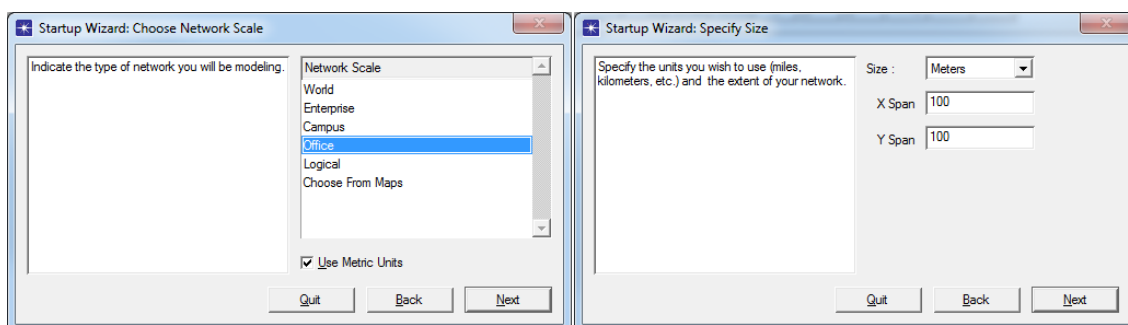 Startup Wizard: Choose Network Scale
Indicate the type of network you will be modeling.
Network Scale
World
Enterprise
Campus
Office
Logical
Choose From Maps
Use Metric Units
Quit
Back
Next
Startup Wizard: Specify Size
Specify the units you wish to use (miles,
kilometers, etc.) and the extent of your network.
Size : Meters
X Span 100
Y Span 100
Quit
Back
Next